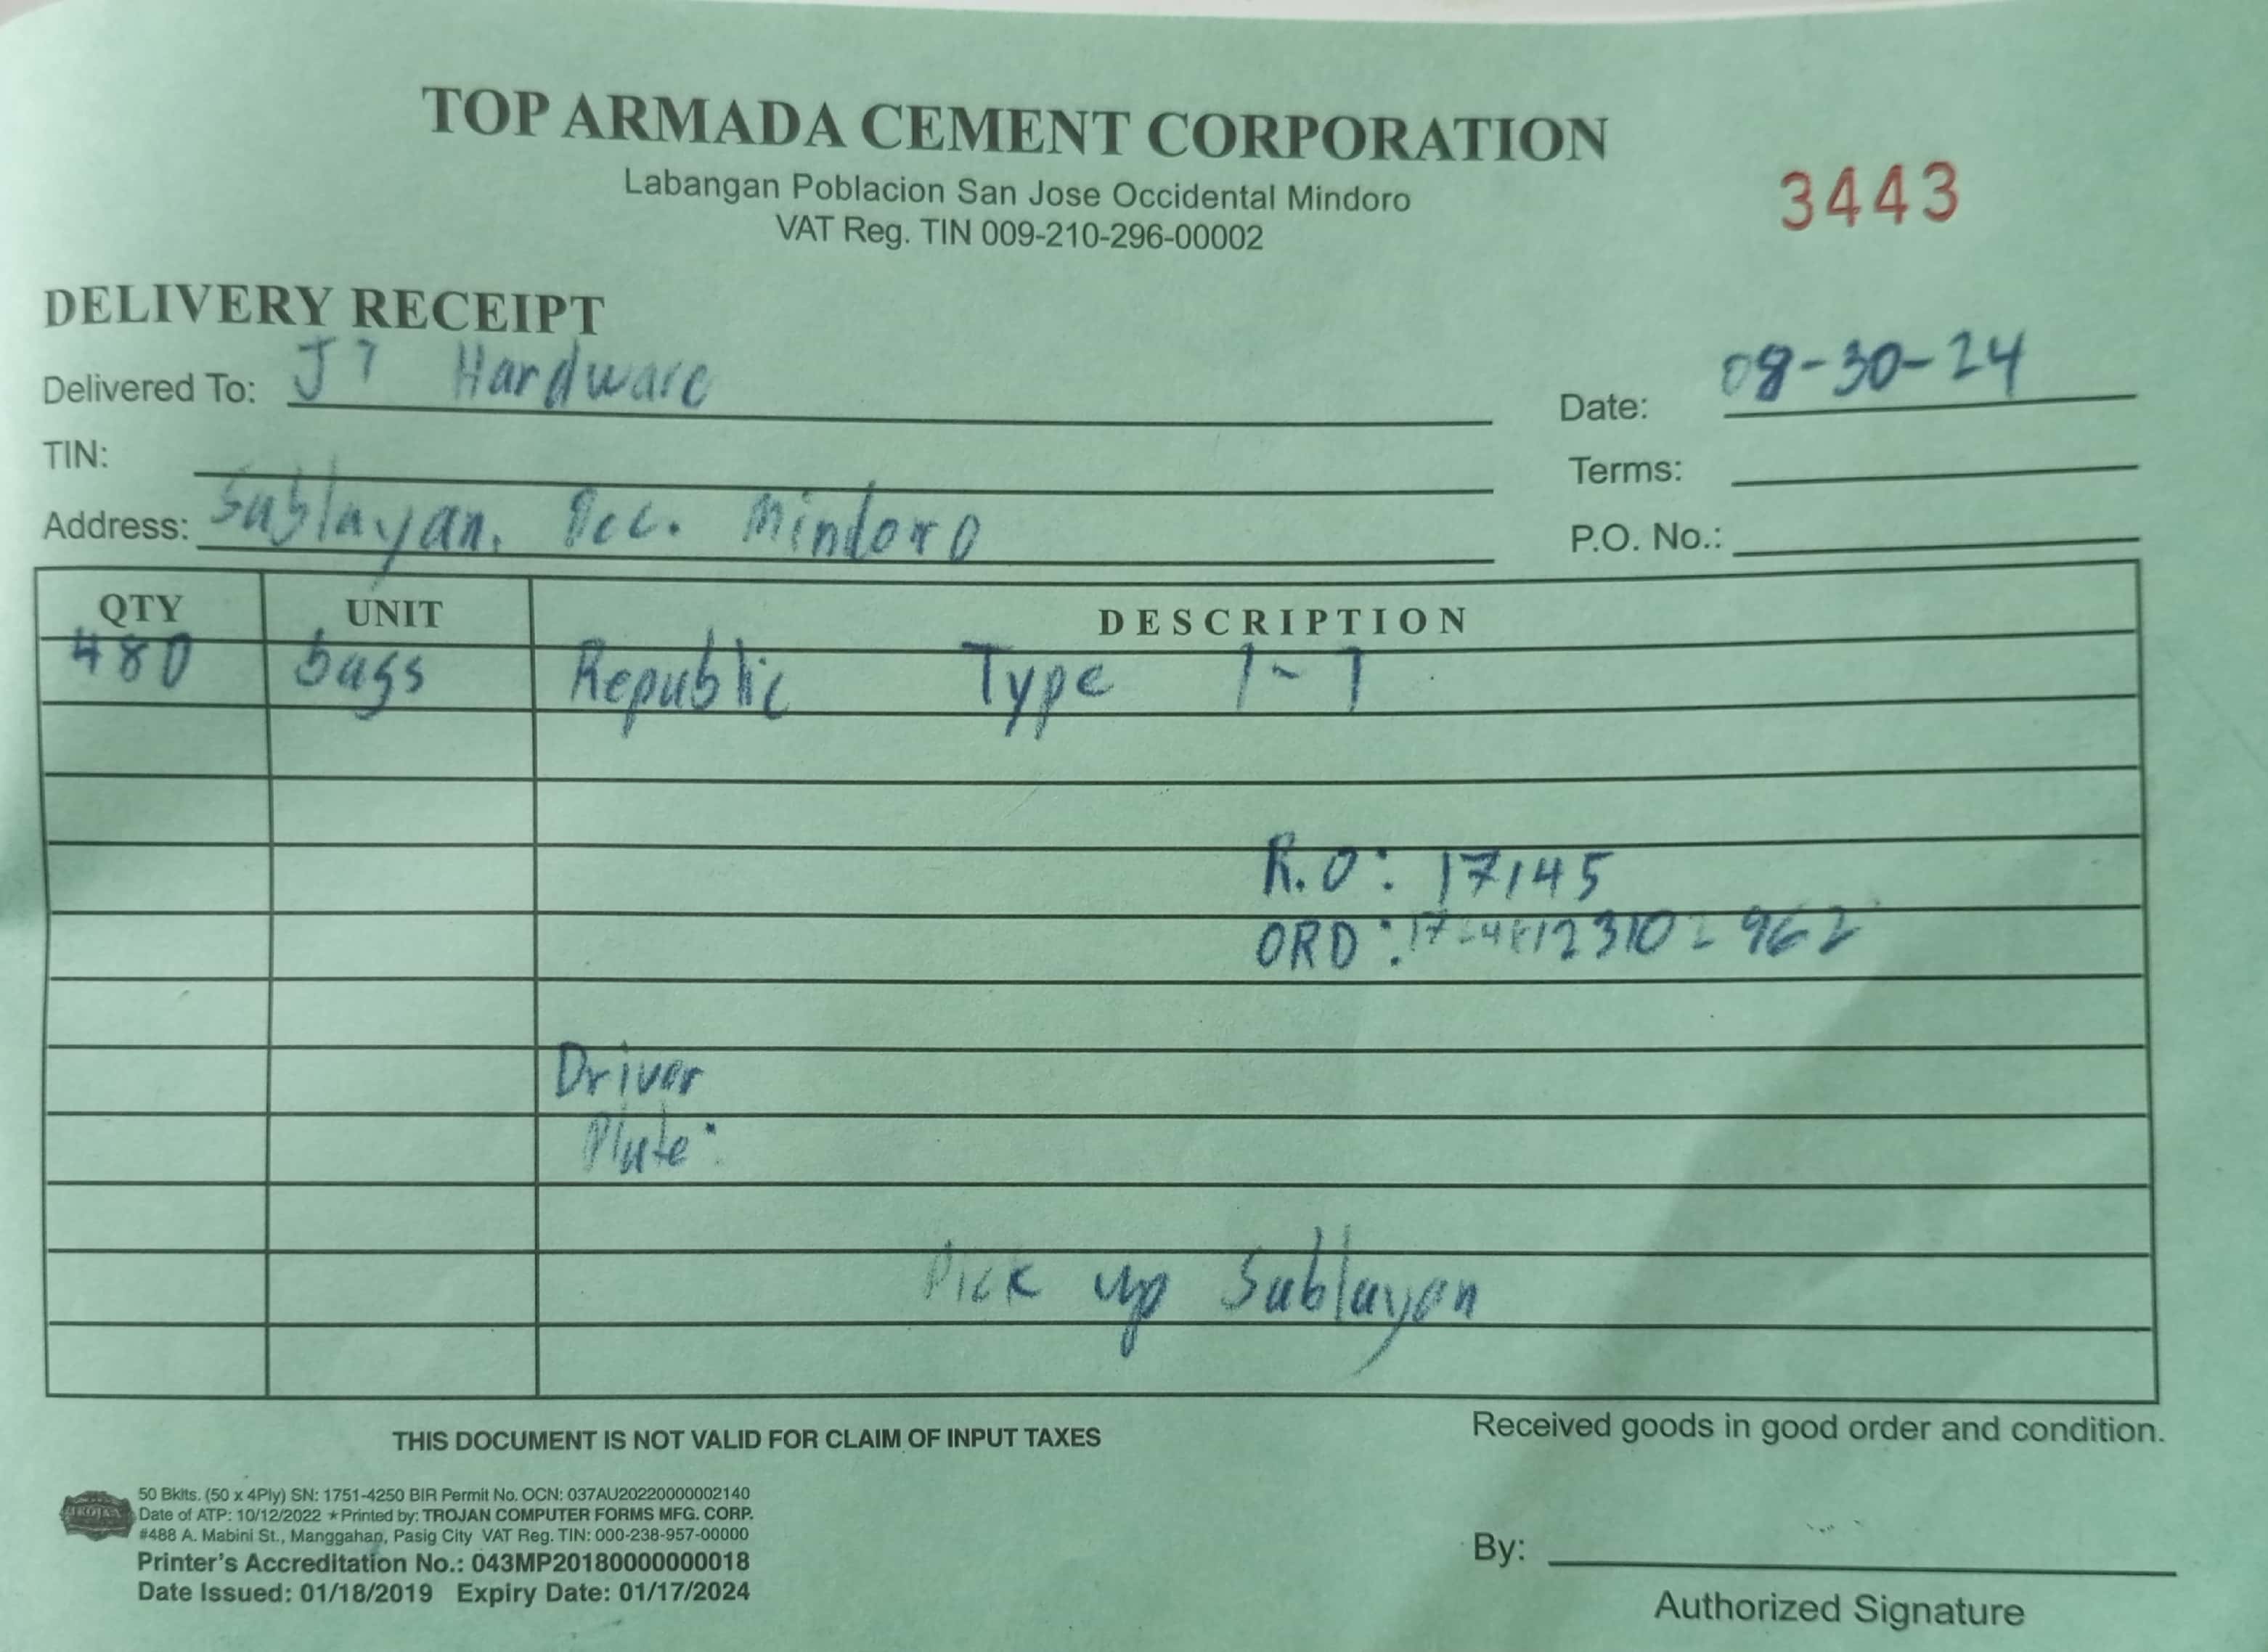 TOP ARMADA CEMENT CORPORATION
Labangan Poblacion San Jose Occidental Mindoro
VAT Reg. TIN 009-210-296-00002
3443
DELIVERY RECEIPT
Delivered To: J7 Hardware
Date: 08-30-24
TIN:
Terms:
Address: Sablayan, Occ. Mindoro
P.O. No.:
QTY UNIT DESCRIPTION
480 bags Republic Type 1-T
R.O: 17145
ORD:
Driver
Plate:
Pick up Sablayan
THIS DOCUMENT IS NOT VALID FOR CLAIM OF INPUT TAXES
Received goods in good order and condition.
50 Bklts. (50 x 4Ply) SN: 1751-4250 BIR Permit No. OCN: 037AU20220000002140
Date of ATP: 10/12/2022 ★Printed by: TROJAN COMPUTER FORMS MFG. CORP.
#488 A. Mabini St., Manggahan, Pasig City VAT Reg. TIN: 000-238-957-00000
Printer's Accreditation No.: 043MP20180000000018
Date Issued: 01/18/2019 Expiry Date: 01/17/2024
By:
Authorized Signature